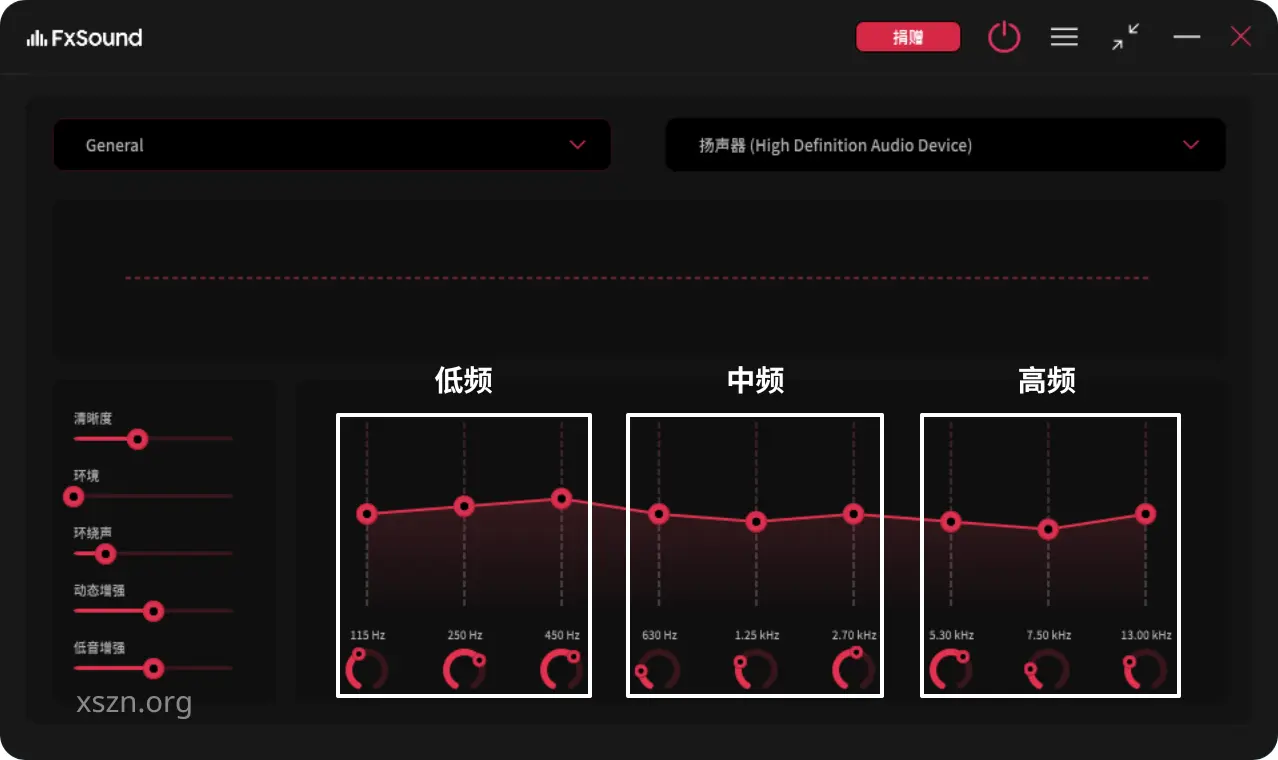 FxSound
捐赠
General
扬声器 (High Definition Audio Device)
低频
中频
高频
清晰度
环境
环绕声
动态增强
低音增强
115 Hz
250 Hz
450 Hz
630 Hz
1.25 kHz
2.70 kHz
5.30 kHz
7.50 kHz
13.00 kHz
xszn.org